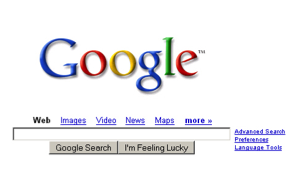 Google™
Web Images Video News Maps more »
Advanced Search
Preferences
Language Tools
Google Search I'm Feeling Lucky